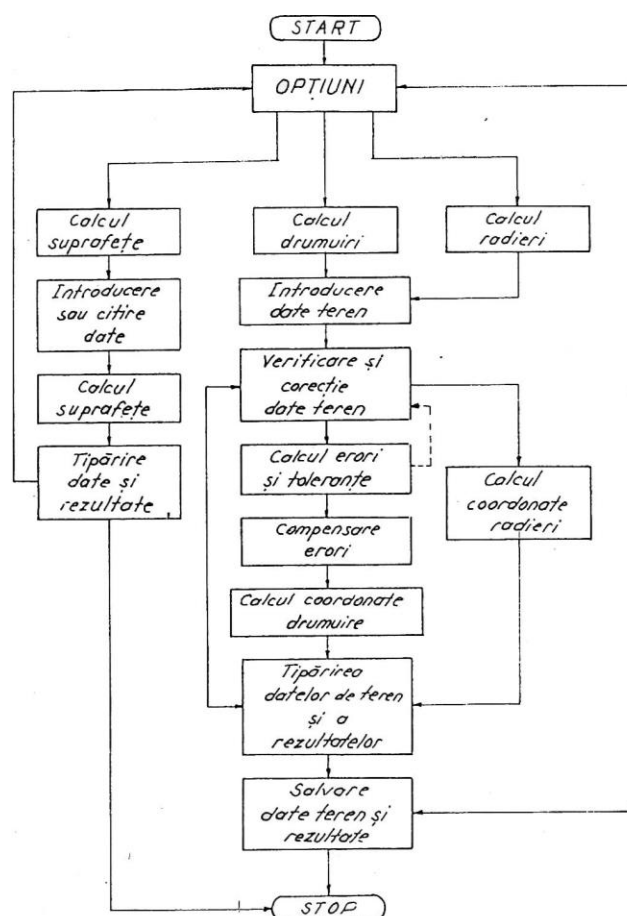 START
OPȚIUNI
Calcul
suprafețe
Calcul
drumuiri
Calcul
radieri
Introducere
sau citire
date
Introducere
date teren
Calcul
suprafețe
Verificare și
corecție
date teren
Tipărire
date și
rezultate
Calcul erori
și toleranțe
Calcul
coordonate
radieri
Compensare
erori
Calcul coordonate
drumuire
Tipărirea
datelor de teren
și a
rezultatelor
Salvare
date teren și
rezultate
STOP